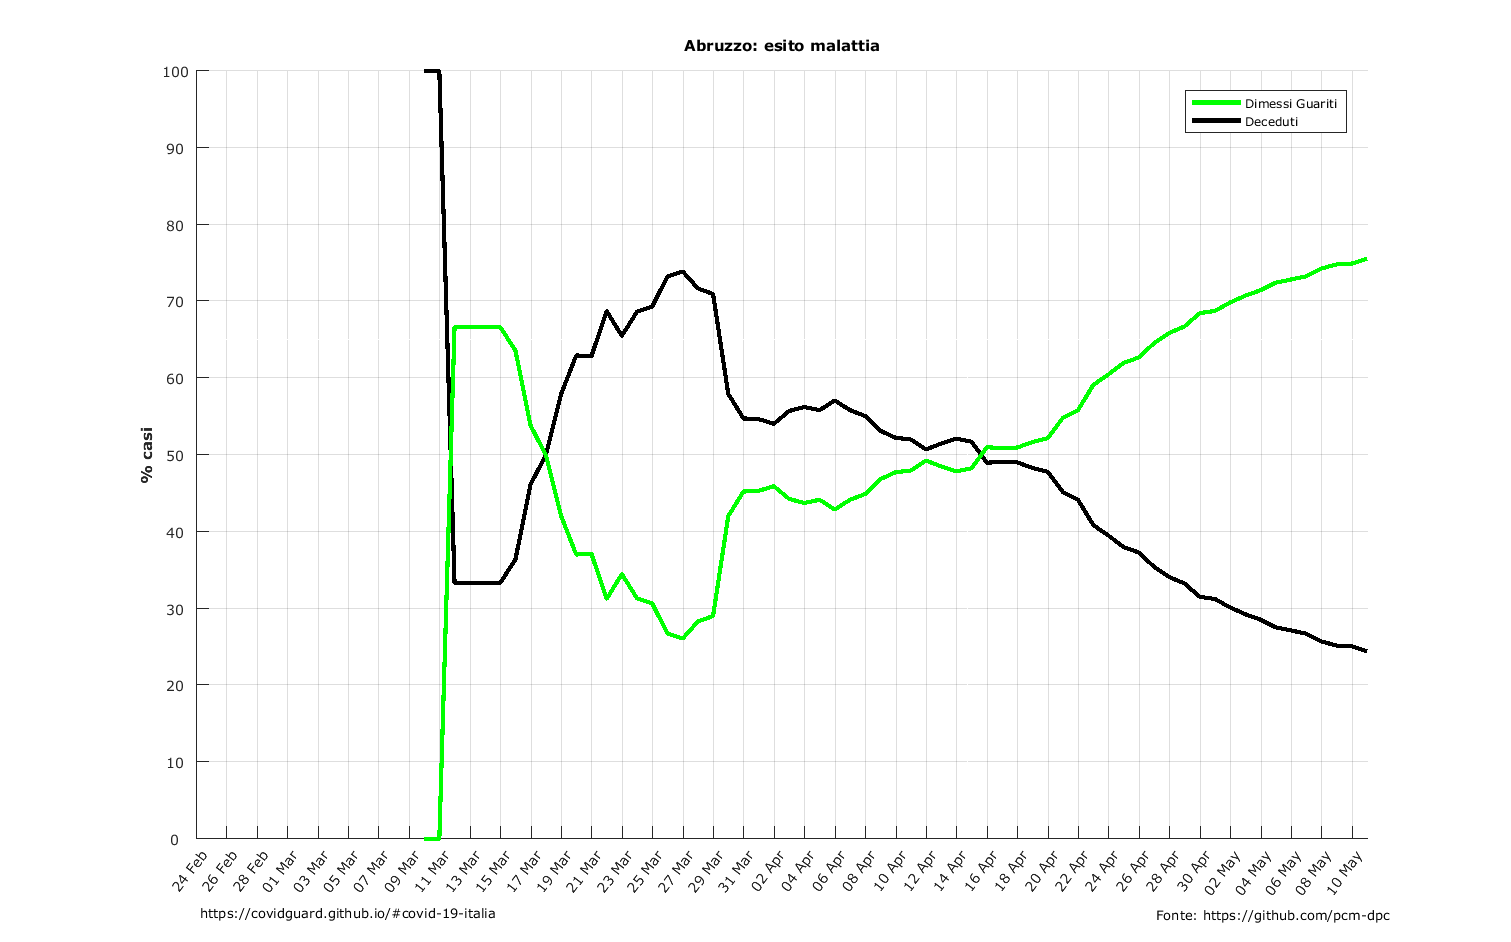 Abruzzo: esito malattia
Dimessi Guariti
Deceduti
% casi
100
90
80
70
60
50
40
30
20
10
0
24 Feb
26 Feb
28 Feb
01 Mar
03 Mar
05 Mar
07 Mar
09 Mar
11 Mar
13 Mar
15 Mar
17 Mar
19 Mar
21 Mar
23 Mar
25 Mar
27 Mar
29 Mar
31 Mar
02 Apr
04 Apr
06 Apr
08 Apr
10 Apr
12 Apr
14 Apr
16 Apr
18 Apr
20 Apr
22 Apr
24 Apr
26 Apr
28 Apr
30 Apr
02 May
04 May
06 May
08 May
10 May
https://covidguard.github.io/#covid-19-italia
Fonte: https://github.com/pcm-dpc